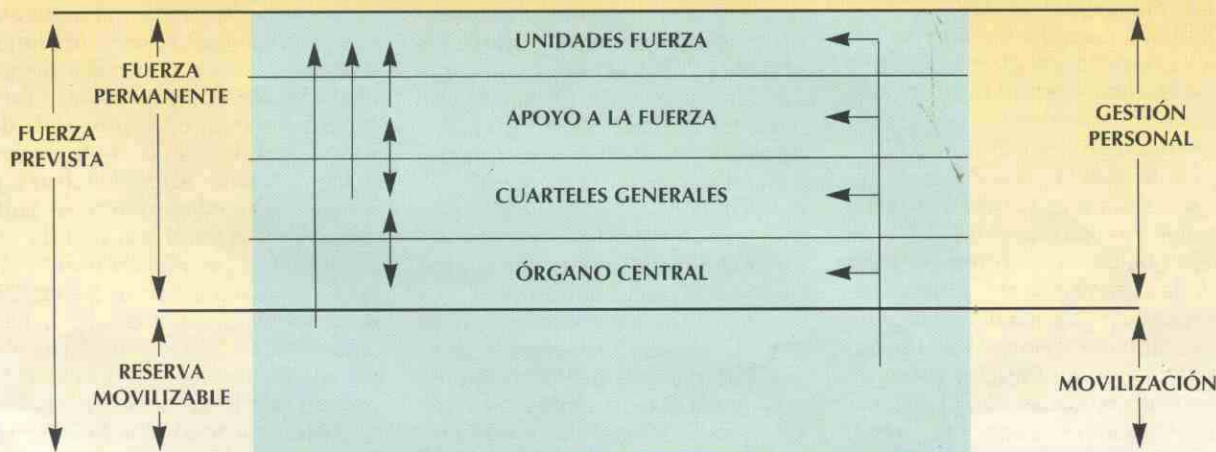 UNIDADES FUERZA
FUERZA
PERMANENTE
APOYO A LA FUERZA
GESTIÓN
PERSONAL
FUERZA
PREVISTA
CUARTELES GENERALES
ÓRGANO CENTRAL
RESERVA
MOVILIZABLE
MOVILIZACIÓN